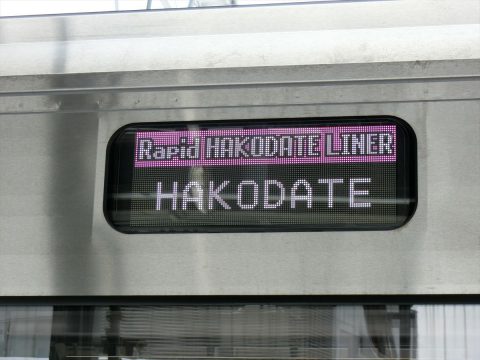 Rapid HAKODATE LINER
HAKODATE